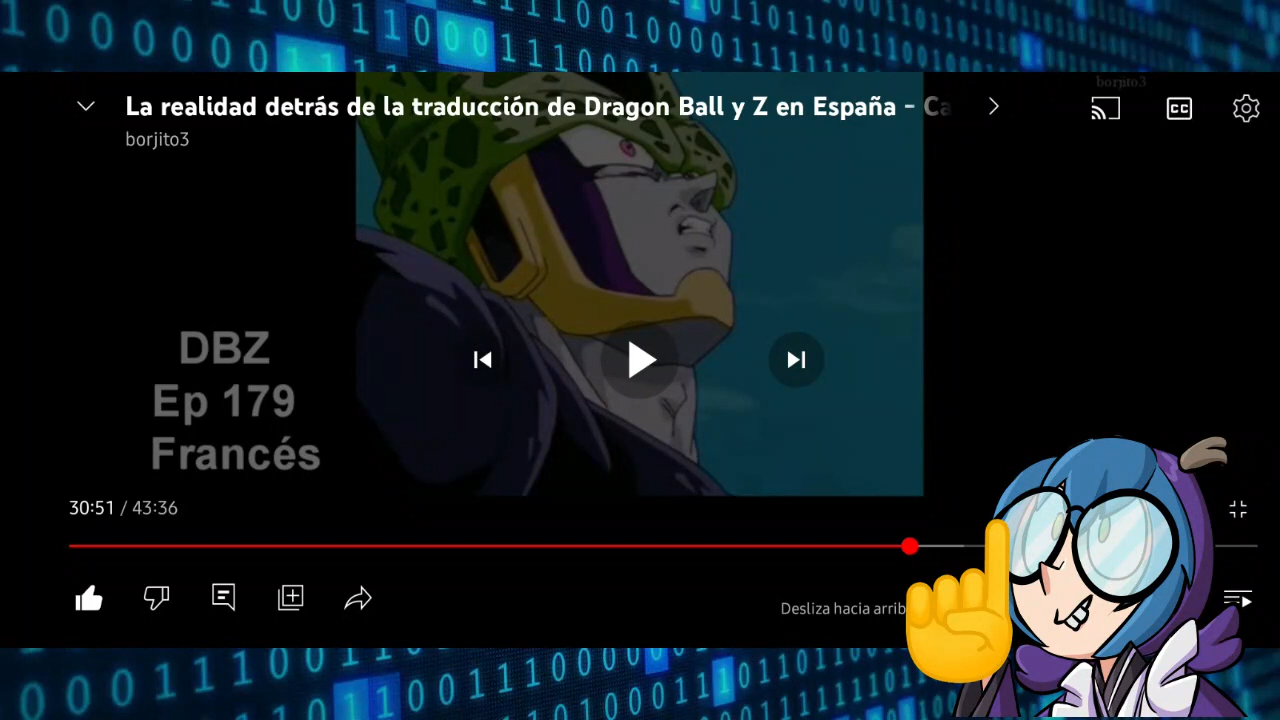 borjito3
La realidad detrás de la traducción de Dragon Ball y Z en España - Ca
CC
borjito3
DBZ
Ep 179
Francés
30:51 / 43:36
Desliza hacia arrib